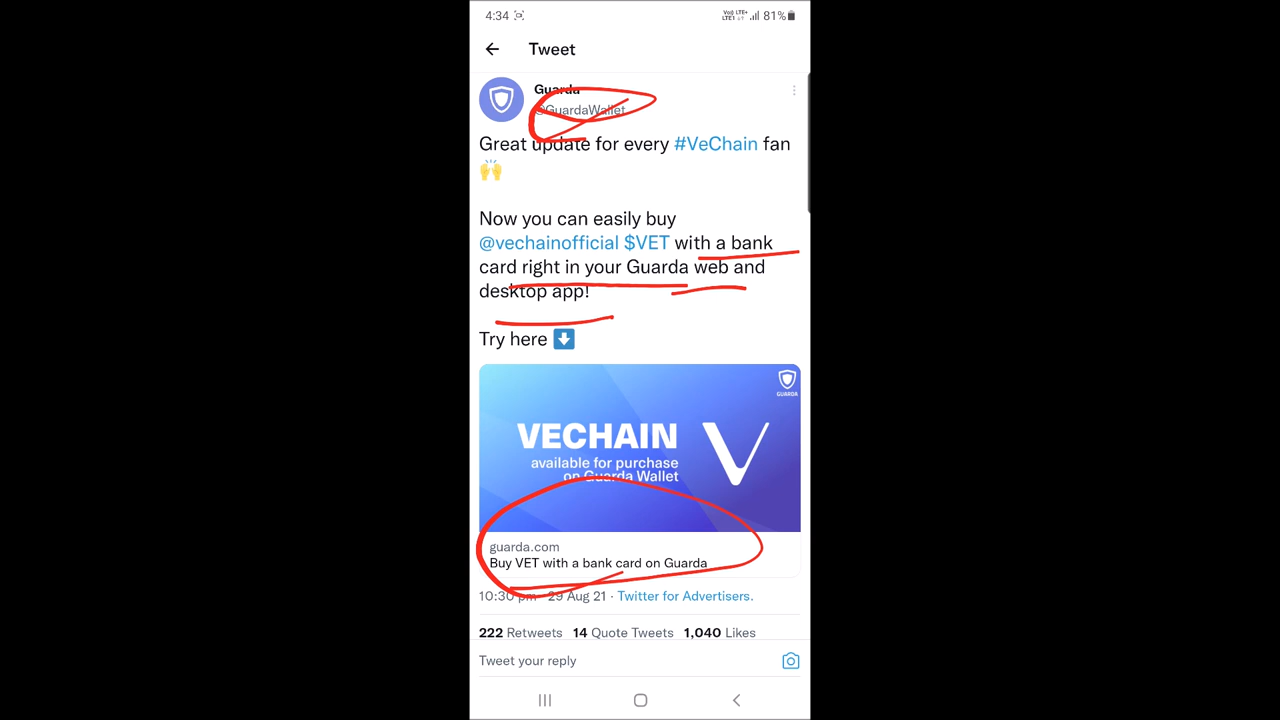 4:34 81%
Tweet
Guarda
@GuardaWallet
Great update for every #VeChain fan
🙌
Now you can easily buy
@vechainofficial $VET with a bank
card right in your Guarda web and
desktop app!
Try here ⬇️
GUARDA
VECHAIN
available for purchase
on Guarda Wallet
guarda.com
Buy VET with a bank card on Guarda
10:30 pm · 29 Aug 21 · Twitter for Advertisers.
222 Retweets 14 Quote Tweets 1,040 Likes
Tweet your reply